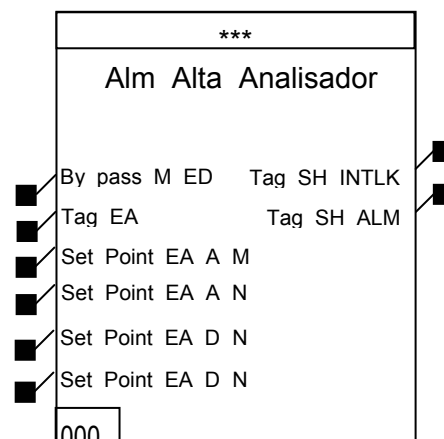 ***
Alm Alta Analisador
By pass M ED Tag SH INTLK
Tag EA Tag SH ALM
Set Point EA A M
Set Point EA A N
Set Point EA D N
Set Point EA D N
000